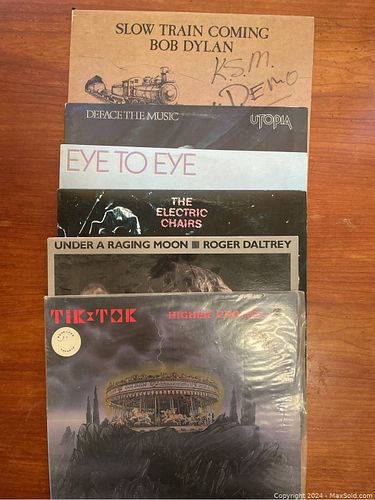 SLOW TRAIN COMING
BOB DYLAN
K.S.M.
"DEMO
DEFACE THE MUSIC
UTOPIA
EYE TO EYE
THE
ELECTRIC
CHAIRS
UNDER A RAGING MOON ■ ROGER DALTREY
TIK:TOK
HIGHER
Copyright © 2024 - MaxSold.com